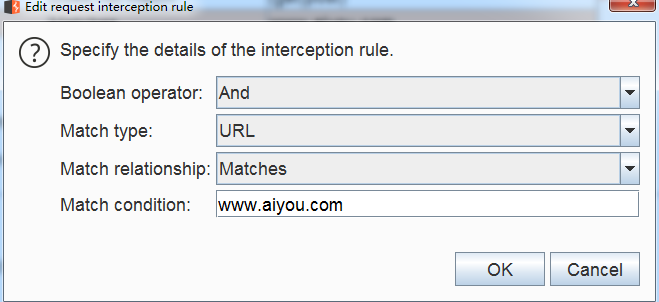 Edit request interception rule
Specify the details of the interception rule.
Boolean operator: And
Match type: URL
Match relationship: Matches
Match condition: www.aiyou.com
OK Cancel